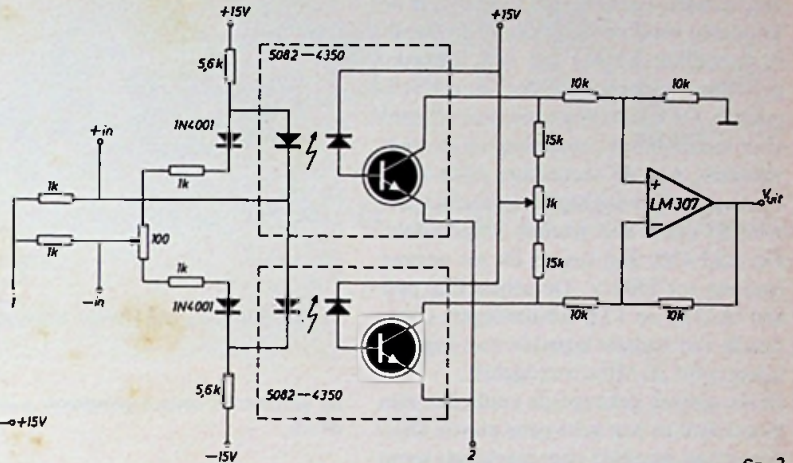 +15V
+15V
5,6k
5082-4350
10k
10k
1N4001
+in
1k
15k
1k
+
LM307
Vuit
1k
100
1k
-
1k
15k
1
-in
1N4001
10k
10k
5,6k
5082-4350
+15V
-15V
2